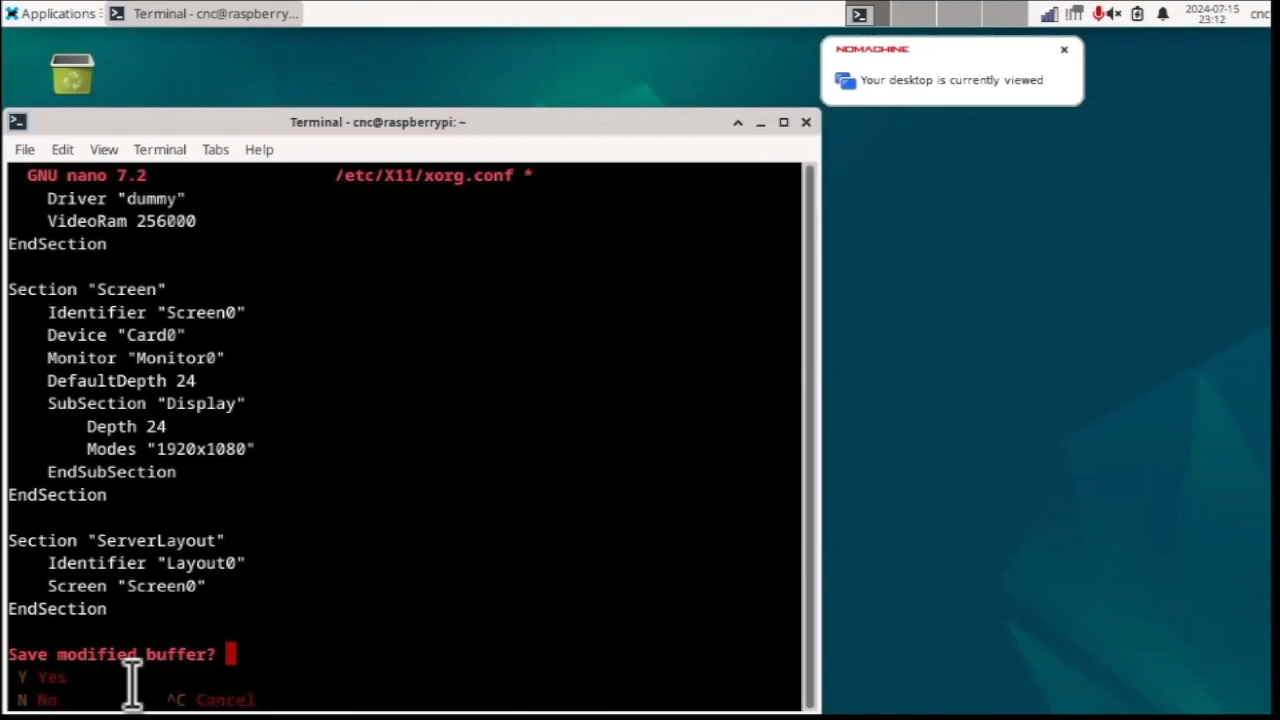 Applications
Terminal - cnc@raspberry...
2024-07-15
23:12
cnc
NOMACHINE
Your desktop is currently viewed
Terminal - cnc@raspberrypi: ~
File Edit View Terminal Tabs Help
GNU nano 7.2 /etc/X11/xorg.conf *
Driver "dummy"
VideoRam 256000
EndSection
Section "Screen"
Identifier "Screen0"
Device "Card0"
Monitor "Monitor0"
DefaultDepth 24
SubSection "Display"
Depth 24
Modes "1920x1080"
EndSubSection
EndSection
Section "ServerLayout"
Identifier "Layout0"
Screen "Screen0"
EndSection
Save modified buffer?
Y Yes
N No ^C Cancel